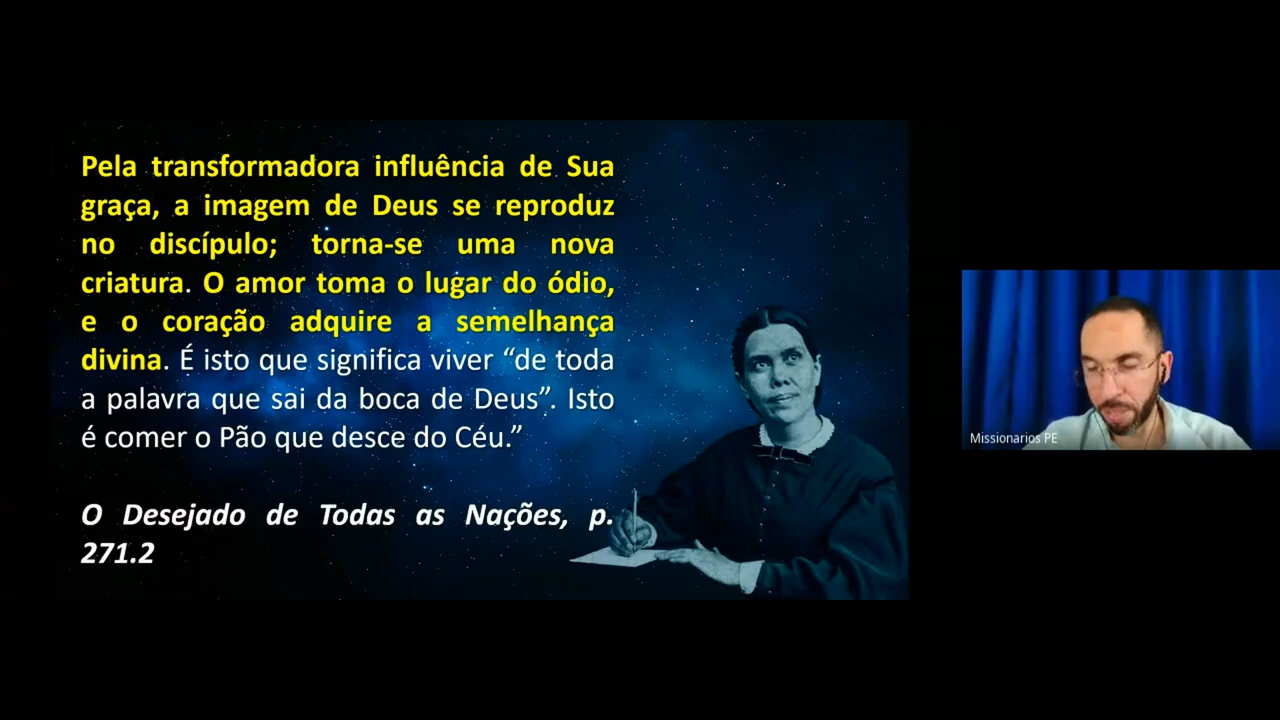 Pela transformadora influência de Sua
graça, a imagem de Deus se reproduz
no discípulo; torna-se uma nova
criatura. O amor toma o lugar do ódio,
e o coração adquire a semelhança
divina. É isto que significa viver “de toda
a palavra que sai da boca de Deus”. Isto
é comer o Pão que desce do Céu.”
O Desejado de Todas as Nações, p.
271.2
Missionarios PE